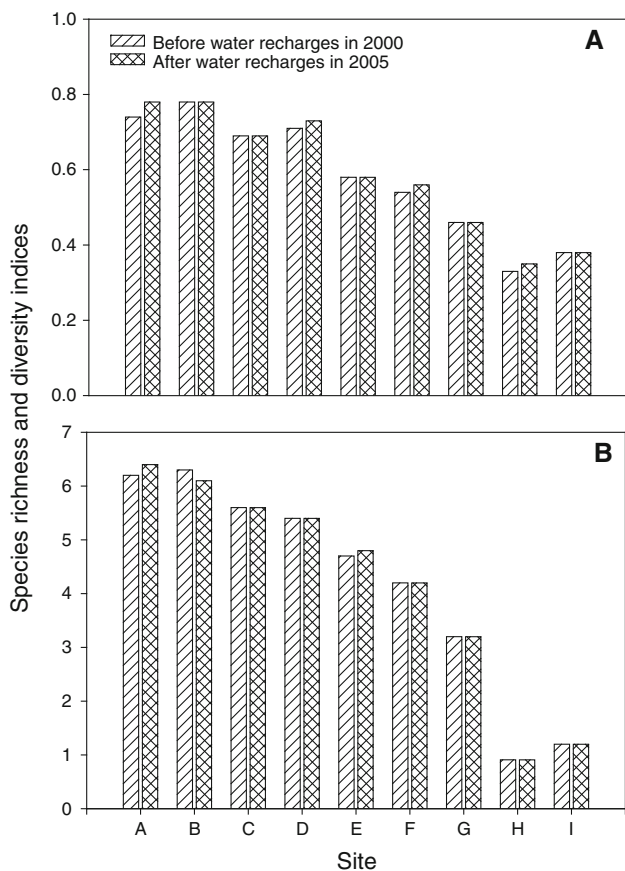 1.0
A
Before water recharges in 2000
After water recharges in 2005
0.8
0.6
0.4
0.2
0.0
Species richness and diversity indices
7
B
6
5
4
3
2
1
0
A B C D E F G H I
Site